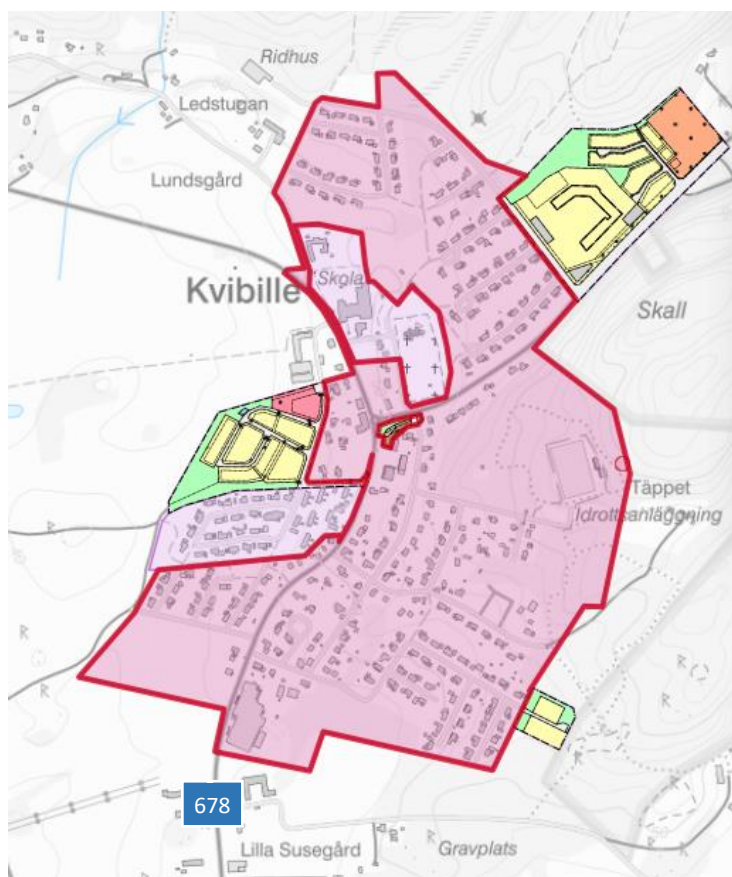 Ridhus
Ledstugan
Lundsgård
Skola
Kvibille
Skall
Täppet
Idrottsanläggning
678
Lilla Susegård
Gravplats